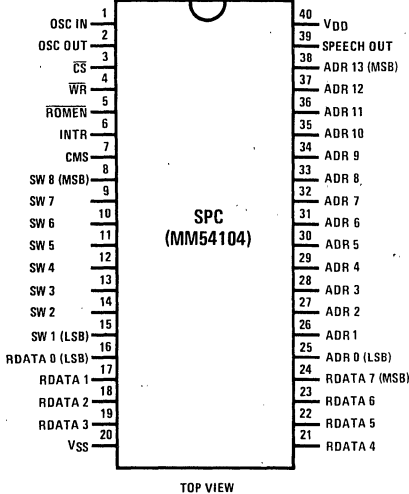 1 OSC IN
2 OSC OUT
3 CS
4 WR
5 ROMEN
6 INTR
7 CMS
8 SW 8 (MSB)
9 SW 7
10 SW 6
11 SW 5
12 SW 4
13 SW 3
14 SW 2
15 SW 1 (LSB)
16 RDATA 0 (LSB)
17 RDATA 1
18 RDATA 2
19 RDATA 3
20 VSS
SPC
(MM54104)
40 VDD
39 SPEECH OUT
38 ADR 13 (MSB)
37 ADR 12
36 ADR 11
35 ADR 10
34 ADR 9
33 ADR 8
32 ADR 7
31 ADR 6
30 ADR 5
29 ADR 4
28 ADR 3
27 ADR 2
26 ADR 1
25 ADR 0 (LSB)
24 RDATA 7 (MSB)
23 RDATA 6
22 RDATA 5
21 RDATA 4
TOP VIEW